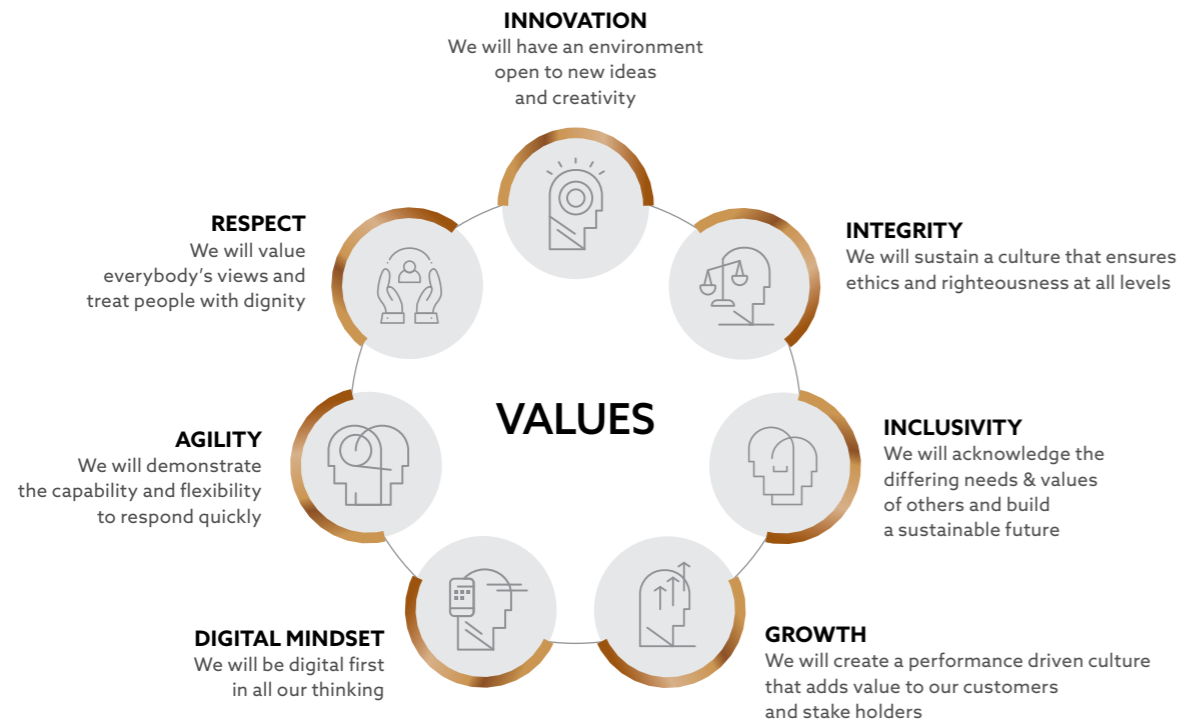 INNOVATION
We will have an environment
open to new ideas
and creativity
INTEGRITY
We will sustain a culture that ensures
ethics and righteousness at all levels
INCLUSIVITY
We will acknowledge the
differing needs & values
of others and build
a sustainable future
GROWTH
We will create a performance driven culture
that adds value to our customers
and stake holders
DIGITAL MINDSET
We will be digital first
in all our thinking
AGILITY
We will demonstrate
the capability and flexibility
to respond quickly
RESPECT
We will value
everybody’s views and
treat people with dignity
VALUES